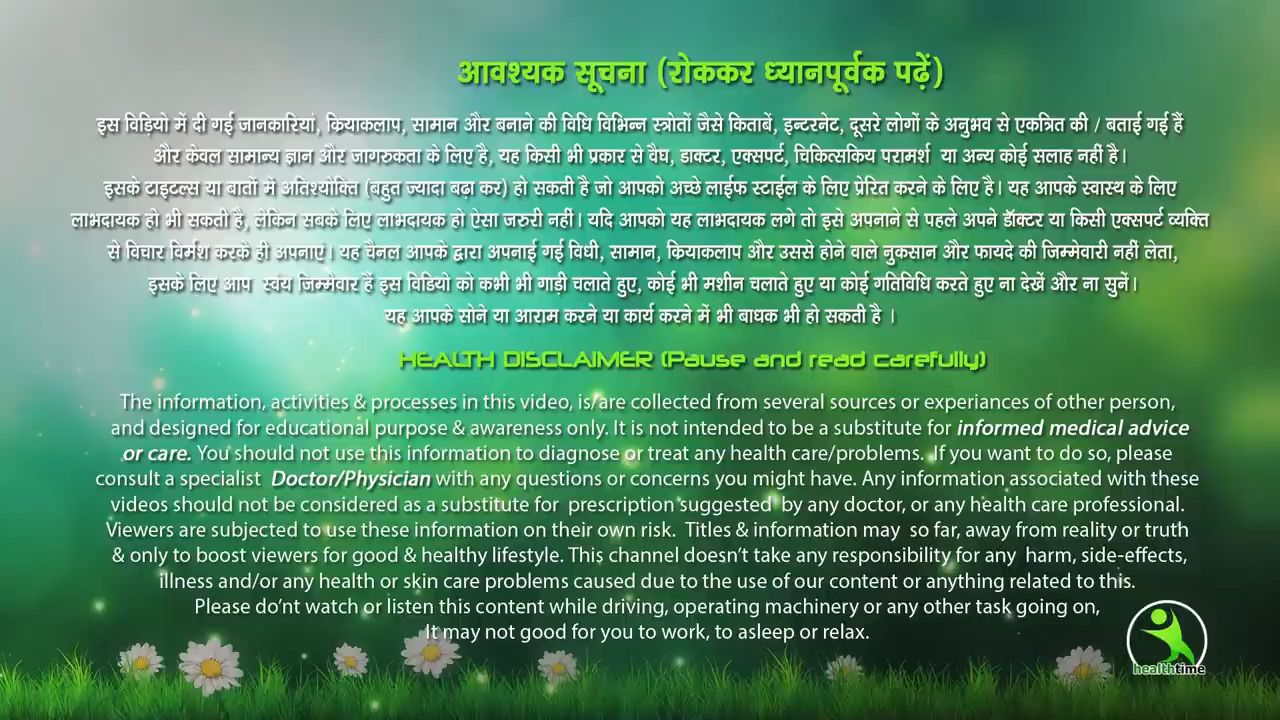 आवश्यक सूचना (रोककर ध्यानपूर्वक पढ़ें)
इस विड़ियो में दी गई जानकारियां, क्रियाकलाप, सामान और बनाने की विधि विभिन्न स्त्रोतों जैसे किताबें, इन्टरनेट, दूसरे लोगों के अनुभव से एकत्रित की / बताई गई हैं
और केवल सामान्य ज्ञान और जागरुकता के लिए है, यह किसी भी प्रकार से वैघ, डाक्टर, एक्सपर्ट, चिकित्सकिय परामर्श या अन्य कोई सलाह नहीं है।
इसके टाइटल्स या बातों में अतिश्योक्ति (बहुत ज्यादा बढ़ा कर) हो सकती है जो आपको अच्छे लाईफ स्टाईल के लिए प्रेरित करने के लिए है। यह आपके स्वास्थ के लिए
लाभदायक हो भी सकती है, लेकिन सबके लिए लाभदायक हो ऐसा जरुरी नहीं। यदि आपको यह लाभदायक लगे तो इसे अपनाने से पहले अपने डॅाक्टर या किसी एक्सपर्ट व्यक्ति
से विचार विर्मश करके ही अपनाएं। यह चैनल आपके द्वारा अपनाई गई विधी, सामान, क्रियाकलाप और उससे होने वाले नुकसान और फायदे की जिम्मेवारी नहीं लेता,
इसके लिए आप स्वंय जिम्मेवार हैं इस विडियो को कभी भी गाड़ी चलाते हुए, कोई भी मशीन चलाते हुए या कोई गतिविधि करते हुए ना देखें और ना सुनें।
यह आपके सोने या आराम करने या कार्य करने में भी बाधक भी हो सकती है ।
HEALTH DISCLAIMER (Pause and read carefully)
The information, activities & processes in this video, is/are collected from several sources or experiances of other person,
and designed for educational purpose & awareness only. It is not intended to be a substitute for informed medical advice
or care. You should not use this information to diagnose or treat any health care/problems. If you want to do so, please
consult a specialist Doctor/Physician with any questions or concerns you might have. Any information associated with these
videos should not be considered as a substitute for prescription suggested by any doctor, or any health care professional.
Viewers are subjected to use these information on their own risk. Titles & information may so far, away from reality or truth
& only to boost viewers for good & healthy lifestyle. This channel doesn't take any responsibility for any harm, side-effects,
illness and/or any health or skin care problems caused due to the use of our content or anything related to this.
Please do'nt watch or listen this content while driving, operating machinery or any other task going on,
It may not good for you to work, to asleep or relax.
healthtime